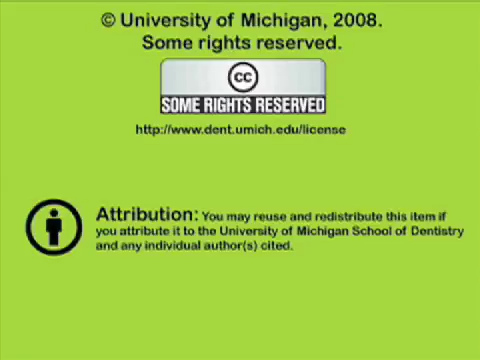 © University of Michigan, 2008.
Some rights reserved.
cc
SOME RIGHTS RESERVED
http://www.dent.umich.edu/license
Attribution: You may reuse and redistribute this item if
you attribute it to the University of Michigan School of Dentistry
and any individual author(s) cited.